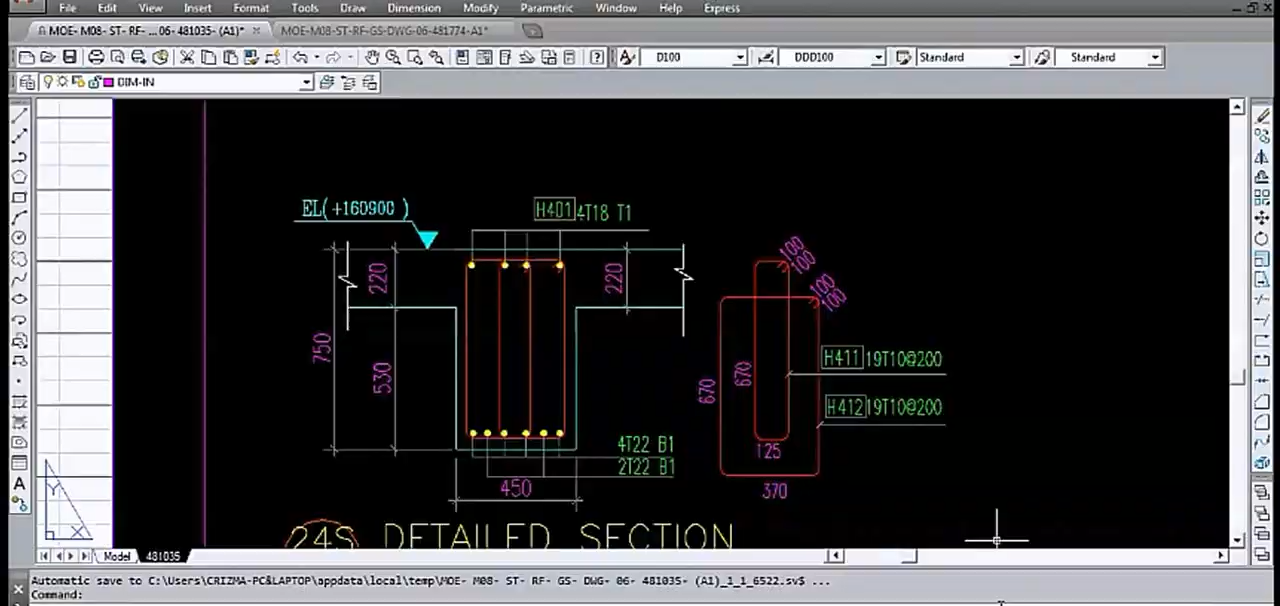 File Edit View Insert Format Tools Draw Dimension Modify Parametric Window Help Express
MOE- M08- ST- RF- ... 06- 481035- (A1)* MOE-M08-ST-RF-GS-DWG-06-481774-A1*
D100 DDD100 Standard Standard
DIM-IN
EL( +160900 )
H401 4T18 T1
220
220
750
530
450
4T22 B1
2T22 B1
100
100
100
100
670
670
H411 19T10@200
H412 19T10@200
125
370
24S DETAILED SECTION
Y
X
A
Model 481035
Automatic save to C:\Users\CRIZMA-PC&LAPTOP\appdata\local\temp\MOE- M08- ST- RF- GS- DWG- 06- 481035- (A1)_1_1_6522.sv$ ...
Command: